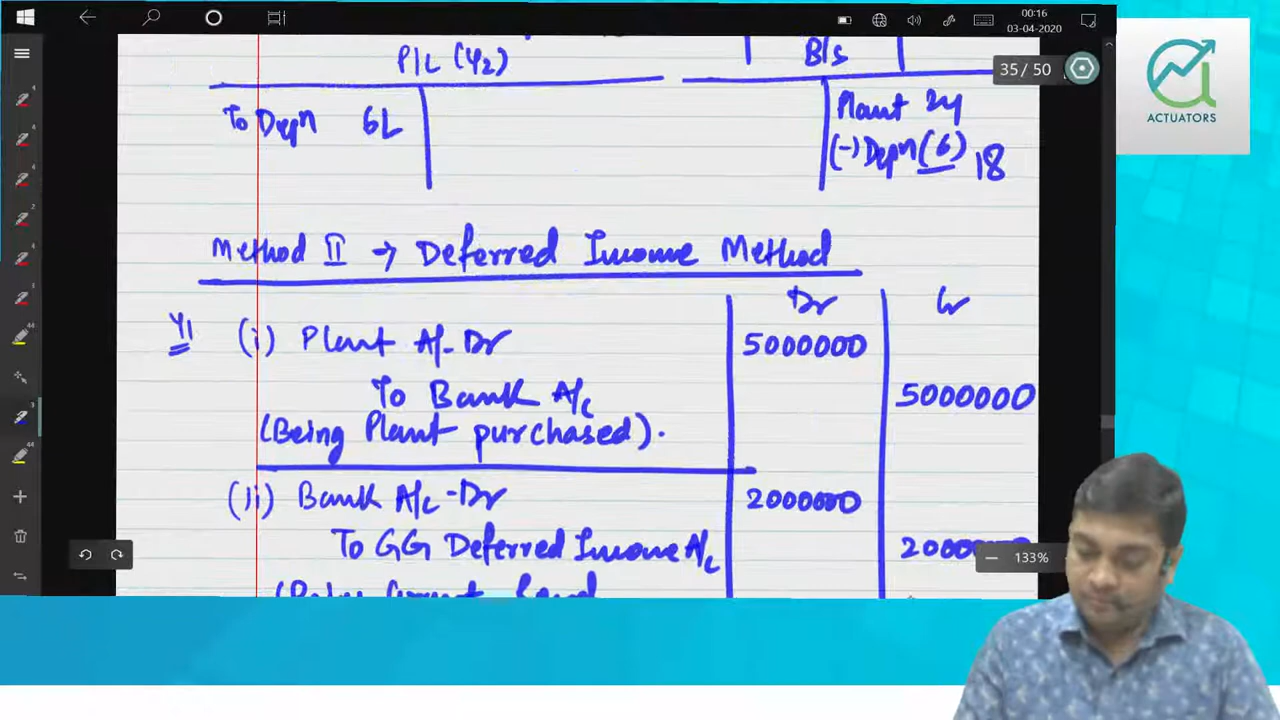 00:16
03-04-2020
35 / 50
ACTUATORS
P/L (Y2)
B/S
To Depn 6L
Plant 24
(-) Depn (6) 18
Method II → Deferred Income Method
Dr Cr
Y1 (i) Plant A/c Dr 5000000
To Bank A/c 5000000
(Being Plant purchased).
(ii) Bank A/c - Dr 2000000
To GG Deferred Income A/c
133%